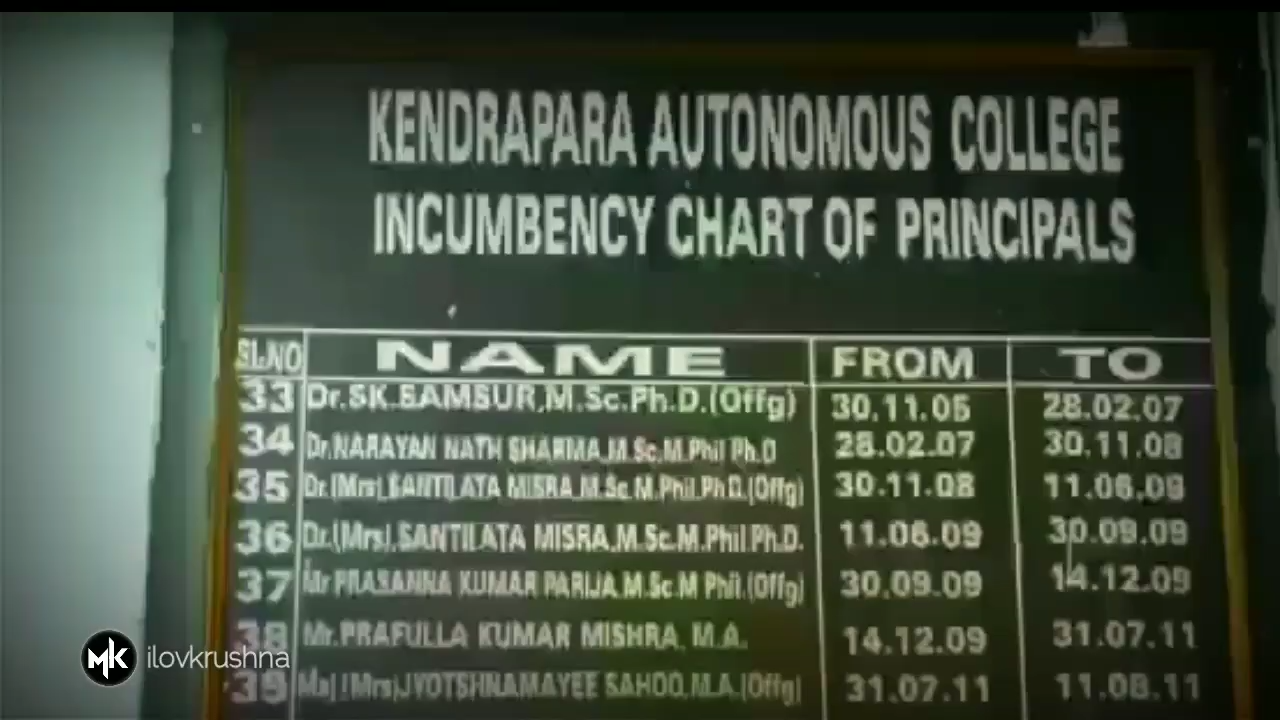 KENDRAPARA AUTONOMOUS COLLEGE
INCUMBENCY CHART OF PRINCIPALS
SL.NO NAME FROM TO
33 Dr.SK.SAMSUR,M.Sc.Ph.D.(Offg) 30.11.05 28.02.07
34 Dr.NARAYAN NATH SHARMA,M.Sc,M.Phil Ph.D 28.02.07 30.11.08
35 Dr.(Mrs).SANTILATA MISRA,M.Sc.M.Phil.Ph.D.(Offg) 30.11.08 11.06.09
36 Dr.(Mrs).SANTILATA MISRA,M.Sc.M.Phil.Ph.D. 11.06.09 30.09.09
37 Mr PRASANNA KUMAR PARIJA,M.Sc.M Phil.(Offg) 30.09.09 14.12.09
38 Mr.PRAFULLA KUMAR MISHRA, M.A. 14.12.09 31.07.11
39 (Mrs)JYOTSHNAMAYEE SAHOO,M.A.(Offg) 31.07.11 11.08.11
MK ilovkrushna